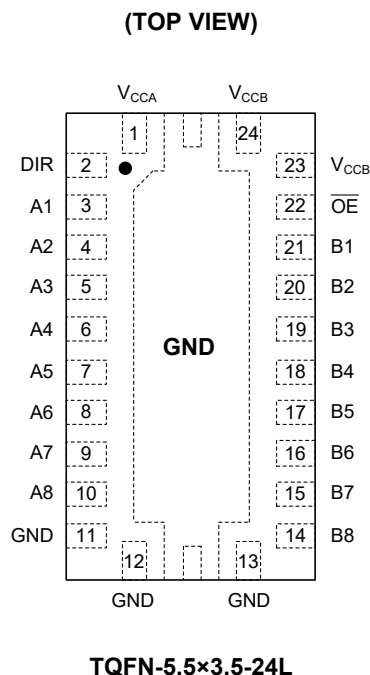 (TOP VIEW)
VCCA VCCB
1 24
DIR 2 23 VCCB
A1 3 22 OE
A2 4 21 B1
A3 5 20 B2
A4 6 19 B3
GND
A5 7 18 B4
A6 8 17 B5
A7 9 16 B6
A8 10 15 B7
GND 11 14 B8
12 13
GND GND
TQFN-5.5×3.5-24L